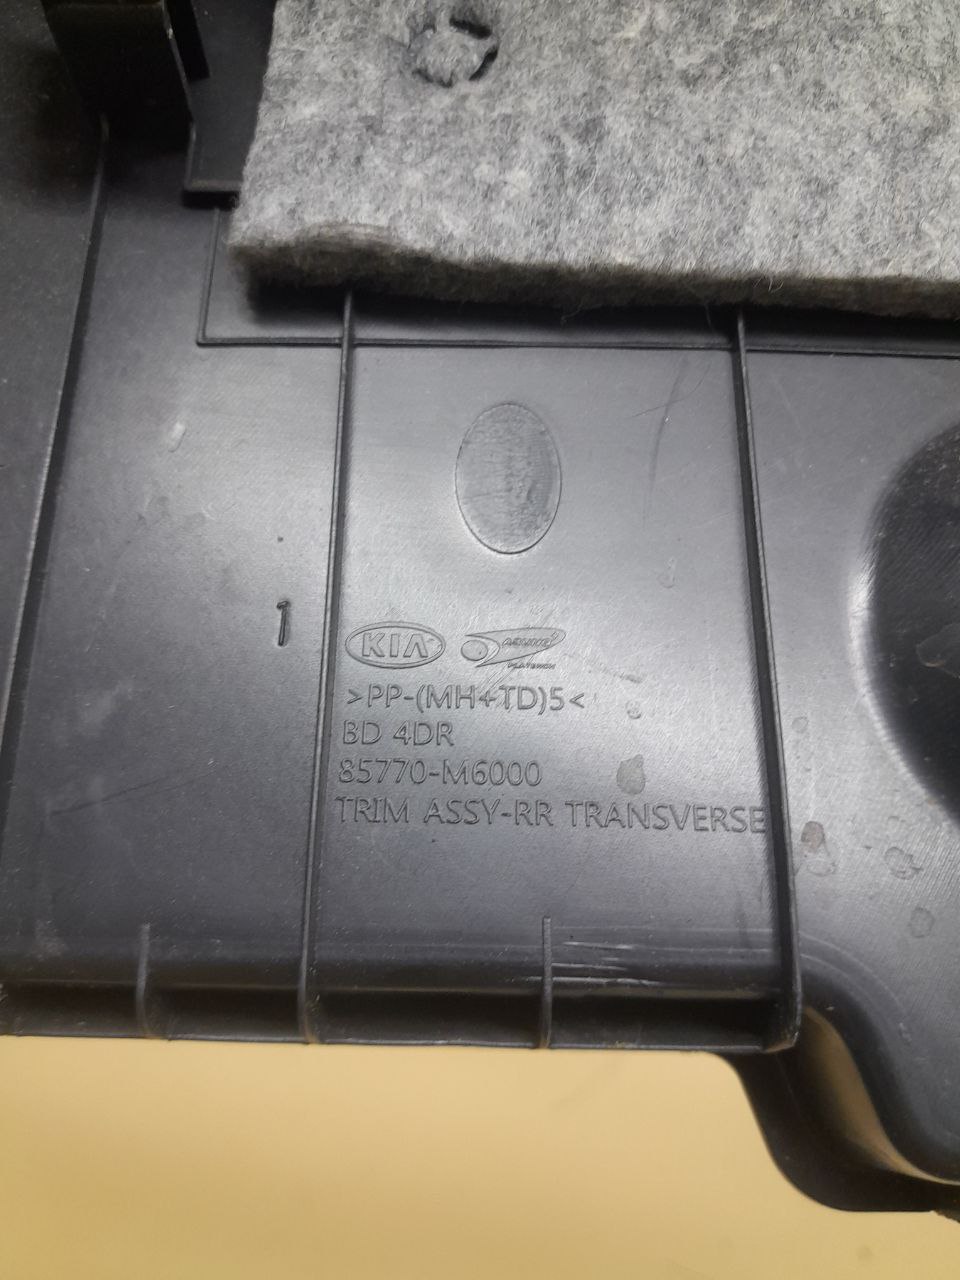 1
KIA
>PP-(MH+TD)5<
BD 4DR
85770-M6000
TRIM ASSY-RR TRANSVERSE